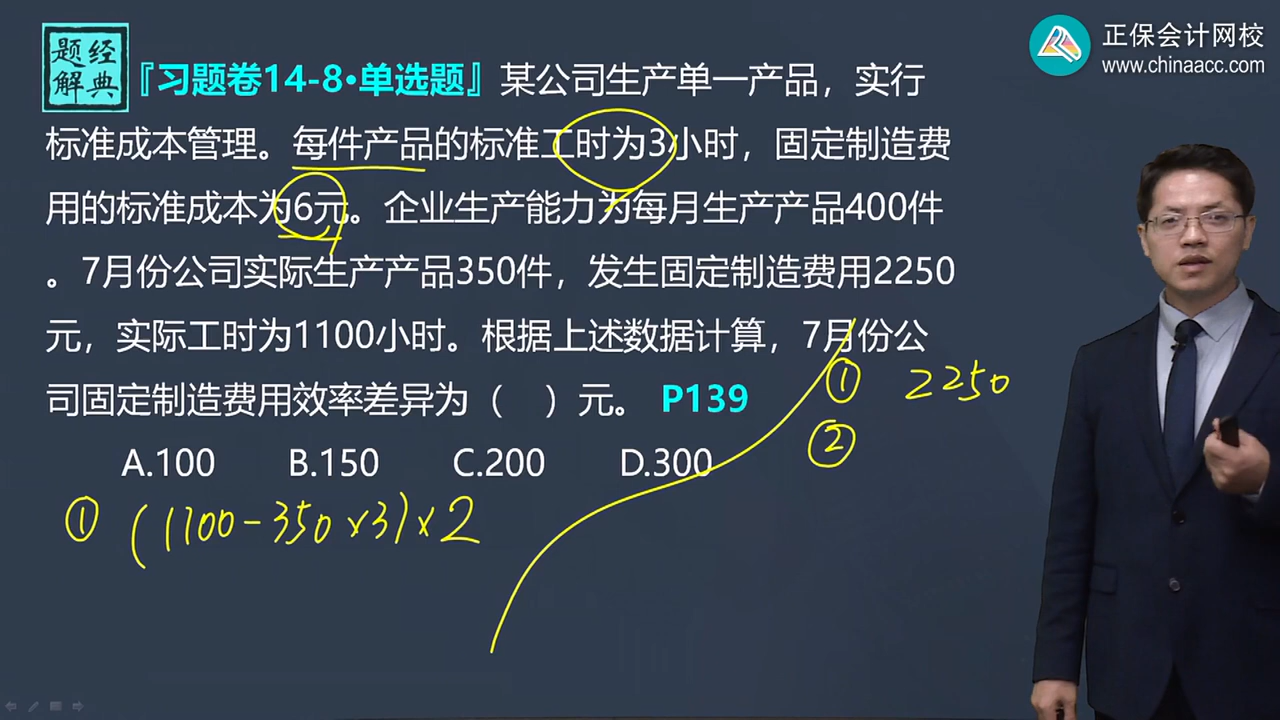 正保会计网校
www.chinaacc.com
经典题解
『习题卷14-8•单选题』某公司生产单一产品，实行
标准成本管理。每件产品的标准工时为3小时，固定制造费
用的标准成本为6元。企业生产能力为每月生产产品400件
。7月份公司实际生产产品350件，发生固定制造费用2250
元，实际工时为1100小时。根据上述数据计算，7月份公
司固定制造费用效率差异为（ ）元。 P139
① 2250
②
A.100 B.150 C.200 D.300
① (1100-350×3)×2